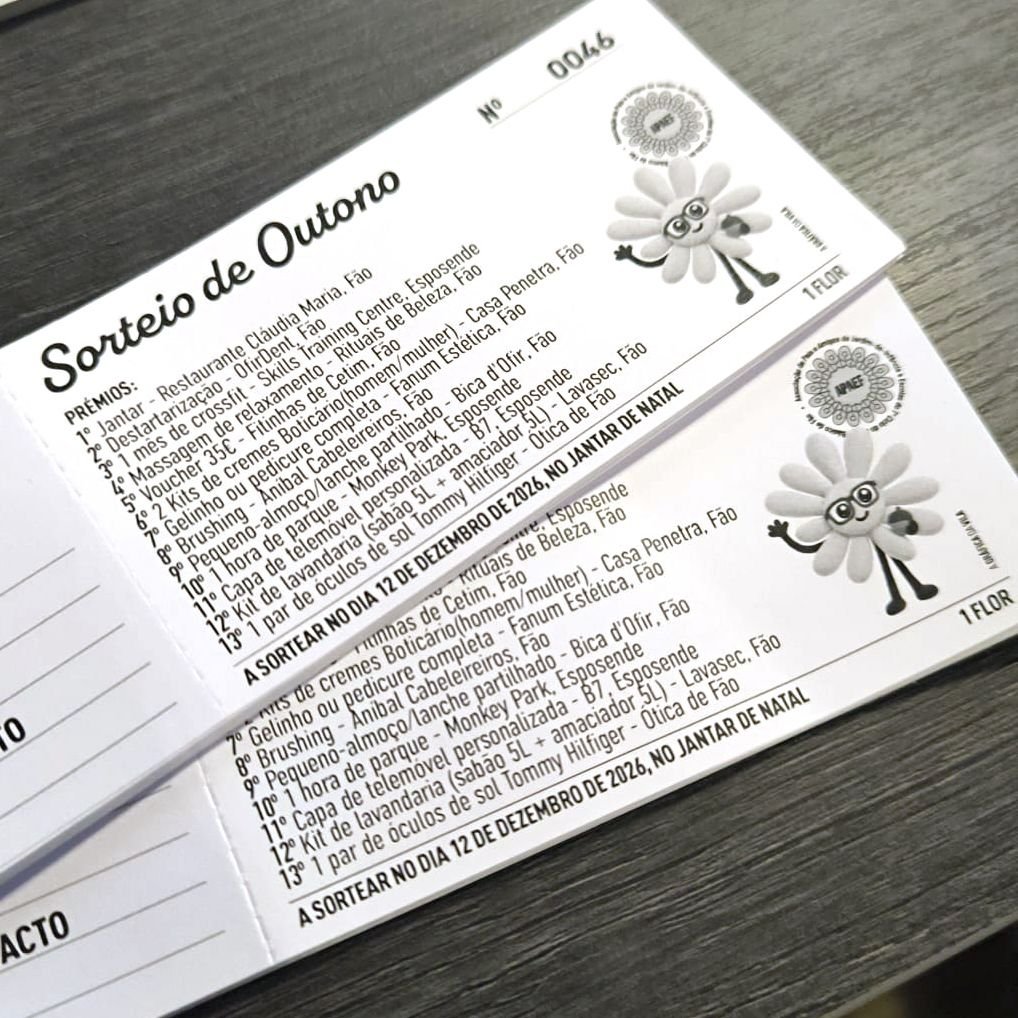 Nº 0046
Sorteio de Outono
PRÉMIOS:
1º Jantar - Restaurante Cláudia Maria, Fão
2º Destartarização - OfirDent, Fão
3º 1 mês de crossfit - Skills Training Centre, Esposende
4º Massagem de relaxamento - Rituais de Beleza, Fão
5º Voucher 35€ - Fitinhas de Cetim, Fão
6º 2 Kits de cremes Boticário(homem/mulher) - Casa Penetra, Fão
7º Gelinho ou pedicure completa - Fanum Estética, Fão
8º Brushing - Aníbal Cabeleireiros, Fão
9º Pequeno-almoço/lanche partilhado - Bica d'Ofir, Fão
10º 1 hora de parque - Monkey Park, Esposende
11º Capa de telemóvel personalizada - B7, Esposende
12º Kit de lavandaria (sabão 5L + amaciador 5L) - Lavasec, Fão
13º 1 par de óculos de sol Tommy Hilfiger - Ótica de Fão
A SORTEAR NO DIA 12 DE DEZEMBRO DE 2026, NO JANTAR DE NATAL
1 FLOR
APAEF
Esposende
Rituais de Beleza, Fão
de Cetim, Fão
Kits de cremes Boticário(homem/mulher) - Casa Penetra, Fão
7º Gelinho ou pedicure completa - Fanum Estética, Fão
8º Brushing - Aníbal Cabeleireiros, Fão
9º Pequeno-almoço/lanche partilhado - Bica d'Ofir, Fão
10º 1 hora de parque - Monkey Park, Esposende
11º Capa de telemóvel personalizada - B7, Esposende
12º Kit de lavandaria (sabão 5L + amaciador 5L) - Lavasec, Fão
13º 1 par de óculos de sol Tommy Hilfiger - Ótica de Fão
A SORTEAR NO DIA 12 DE DEZEMBRO DE 2026, NO JANTAR DE NATAL
1 FLOR
APAEF
A GRÁFICA DA VILA
TO
ACTO